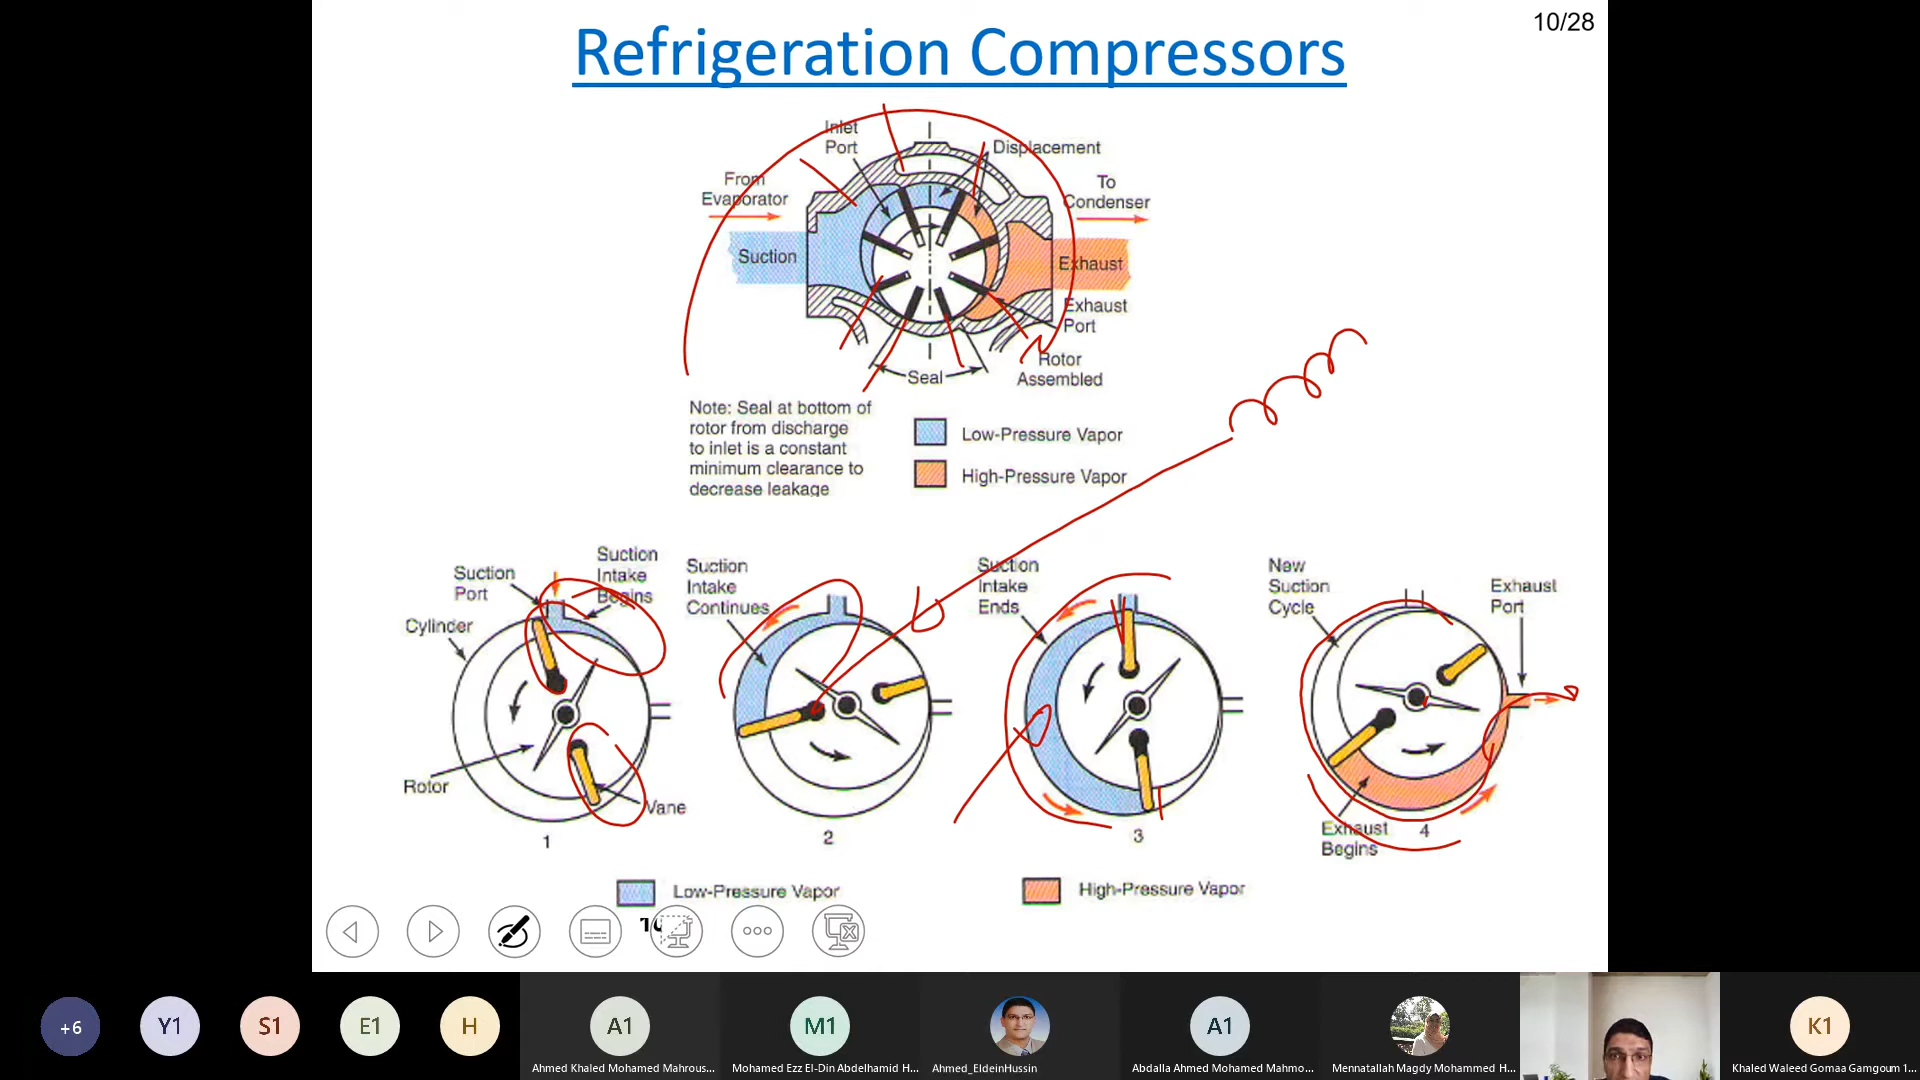 10/28
Refrigeration Compressors
Inlet
Port
Displacement
From
Evaporator
To
Condenser
Suction
Exhaust
Exhaust
Port
Rotor
Assembled
Seal
Note: Seal at bottom of
rotor from discharge
to inlet is a constant
minimum clearance to
decrease leakage
Low-Pressure Vapor
High-Pressure Vapor
Suction
Port
Suction
Intake
Begins
Cylinder
Rotor
Vane
1
Suction
Intake
Continues
2
Suction
Intake
Ends
3
New
Suction
Cycle
Exhaust
Port
Exhaust
Begins
4
Low-Pressure Vapor
High-Pressure Vapor
+6
Y1
S1
E1
H
A1
M1
A1
K1
Ahmed Khaled Mohamed Mahrous...
Mohamed Ezz El-Din Abdelhamid H...
Ahmed_EldeinHussin
Abdalla Ahmed Mohamed Mahmo...
Mennatallah Magdy Mohammed H...
Khaled Waleed Gomaa Gamgoum 1...